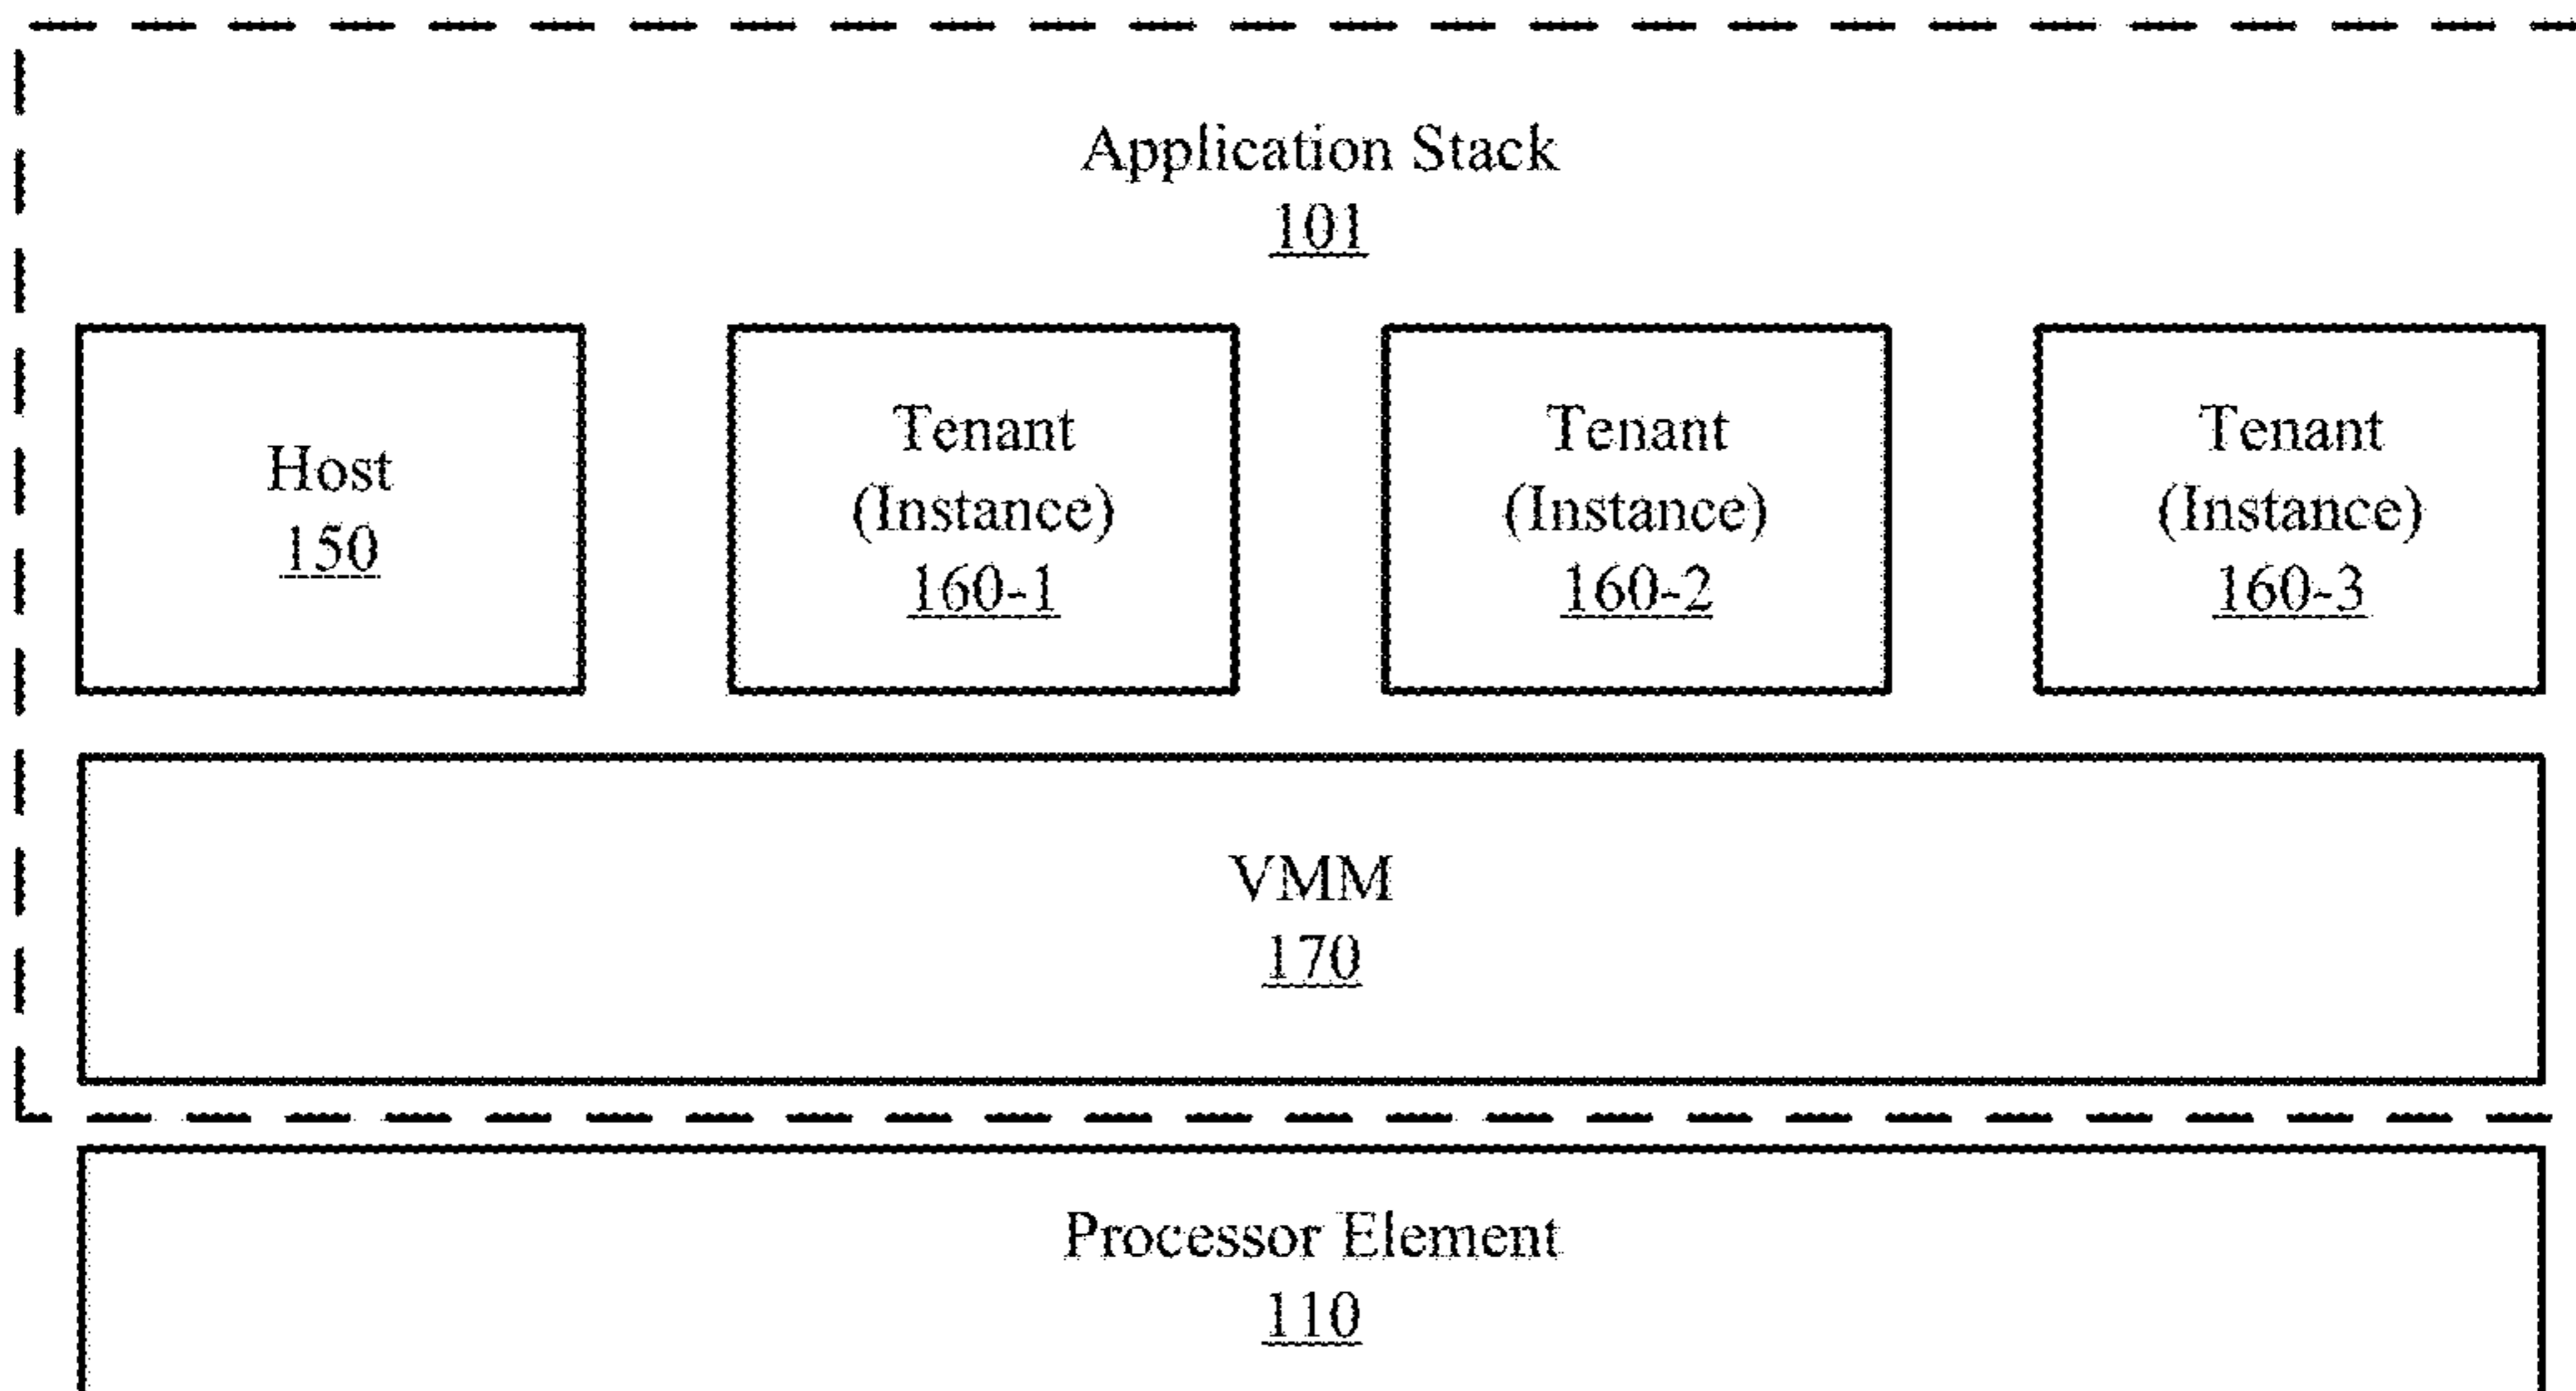 Application Stack
101
Host
150
Tenant
(Instance)
160-1
Tenant
(Instance)
160-2
Tenant
(Instance)
160-3
VMM
170
Processor Element
110